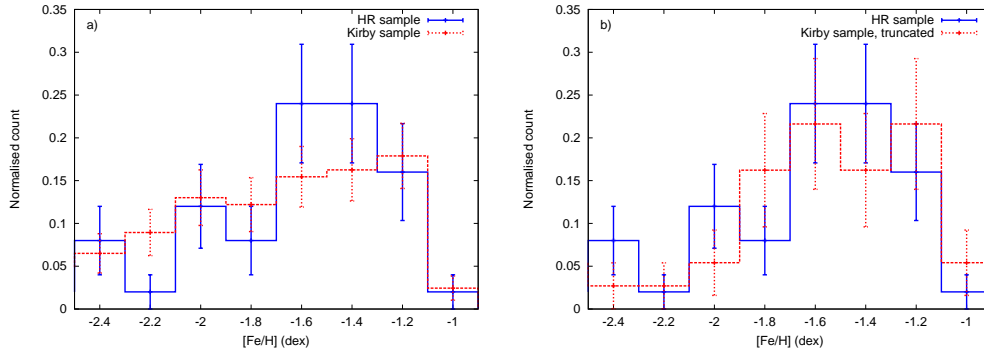 a)
HR sample
Kirby sample
Normalised count
0.35
0.3
0.25
0.2
0.15
0.1
0.05
0
-2.4 -2.2 -2 -1.8 -1.6 -1.4 -1.2 -1
[Fe/H] (dex)
b)
HR sample
Kirby sample, truncated
Normalised count
0.35
0.3
0.25
0.2
0.15
0.1
0.05
0
-2.4 -2.2 -2 -1.8 -1.6 -1.4 -1.2 -1
[Fe/H] (dex)